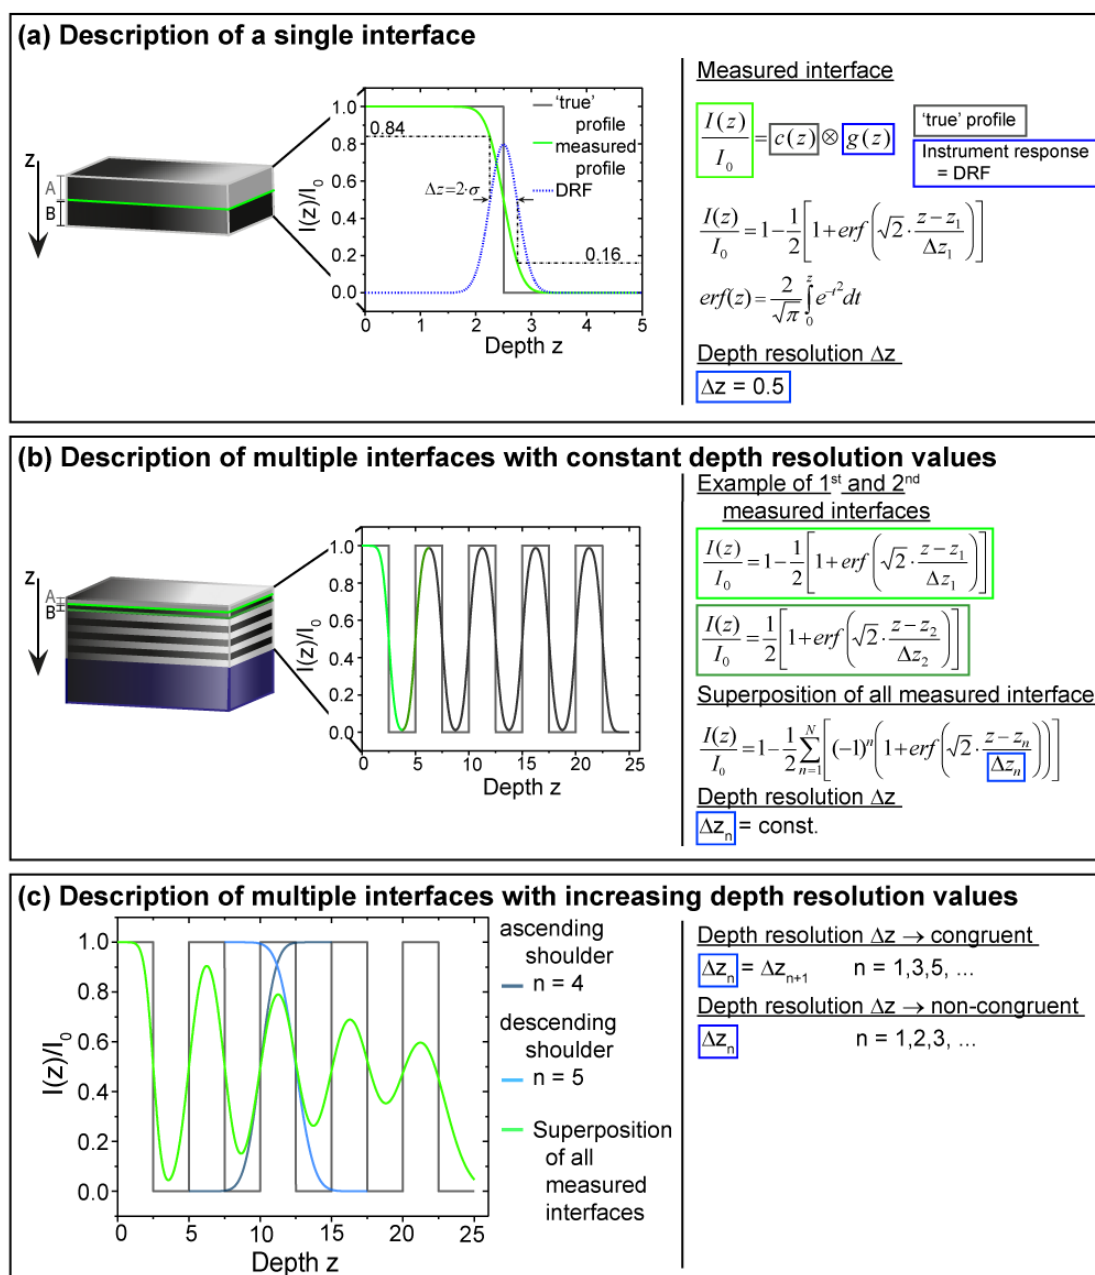 (a) Description of a single interface
z
A
B
I(z)/I₀
1.0
0.8
0.6
0.4
0.2
0.0
0.84
0.16
Δz=2·σ
'true' profile
measured profile
DRF
0 1 2 3 4 5
Depth z
Measured interface
I(z)/I₀ = c(z) ⊗ g(z)
'true' profile
Instrument response = DRF
I(z)/I₀ = 1 − 1/2 [1 + erf(√2 · (z − z₁)/Δz₁)]
erf(z) = 2/√π ∫₀ᶻ e^(−t²) dt
Depth resolution Δz
Δz = 0.5
(b) Description of multiple interfaces with constant depth resolution values
z
A
B
I(z)/I₀
1.0
0.8
0.6
0.4
0.2
0.0
0 5 10 15 20 25
Depth z
Example of 1st and 2nd
measured interfaces
I(z)/I₀ = 1 − 1/2 [1 + erf(√2 · (z − z₁)/Δz₁)]
I(z)/I₀ = 1/2 [1 + erf(√2 · (z − z₂)/Δz₂)]
Superposition of all measured interface
I(z)/I₀ = 1 − 1/2 ∑ₙ₌₁ᴺ [(−1)ⁿ (1 + erf(√2 · (z − zₙ)/Δzₙ))]
Depth resolution Δz
Δzₙ = const.
(c) Description of multiple interfaces with increasing depth resolution values
I(z)/I₀
1.0
0.8
0.6
0.4
0.2
0.0
0 5 10 15 20 25
Depth z
ascending
shoulder
n = 4
descending
shoulder
n = 5
Superposition
of all
measured
interfaces
Depth resolution Δz → congruent
Δzₙ = Δzₙ₊₁ n = 1,3,5, ...
Depth resolution Δz → non-congruent
Δzₙ n = 1,2,3, ...